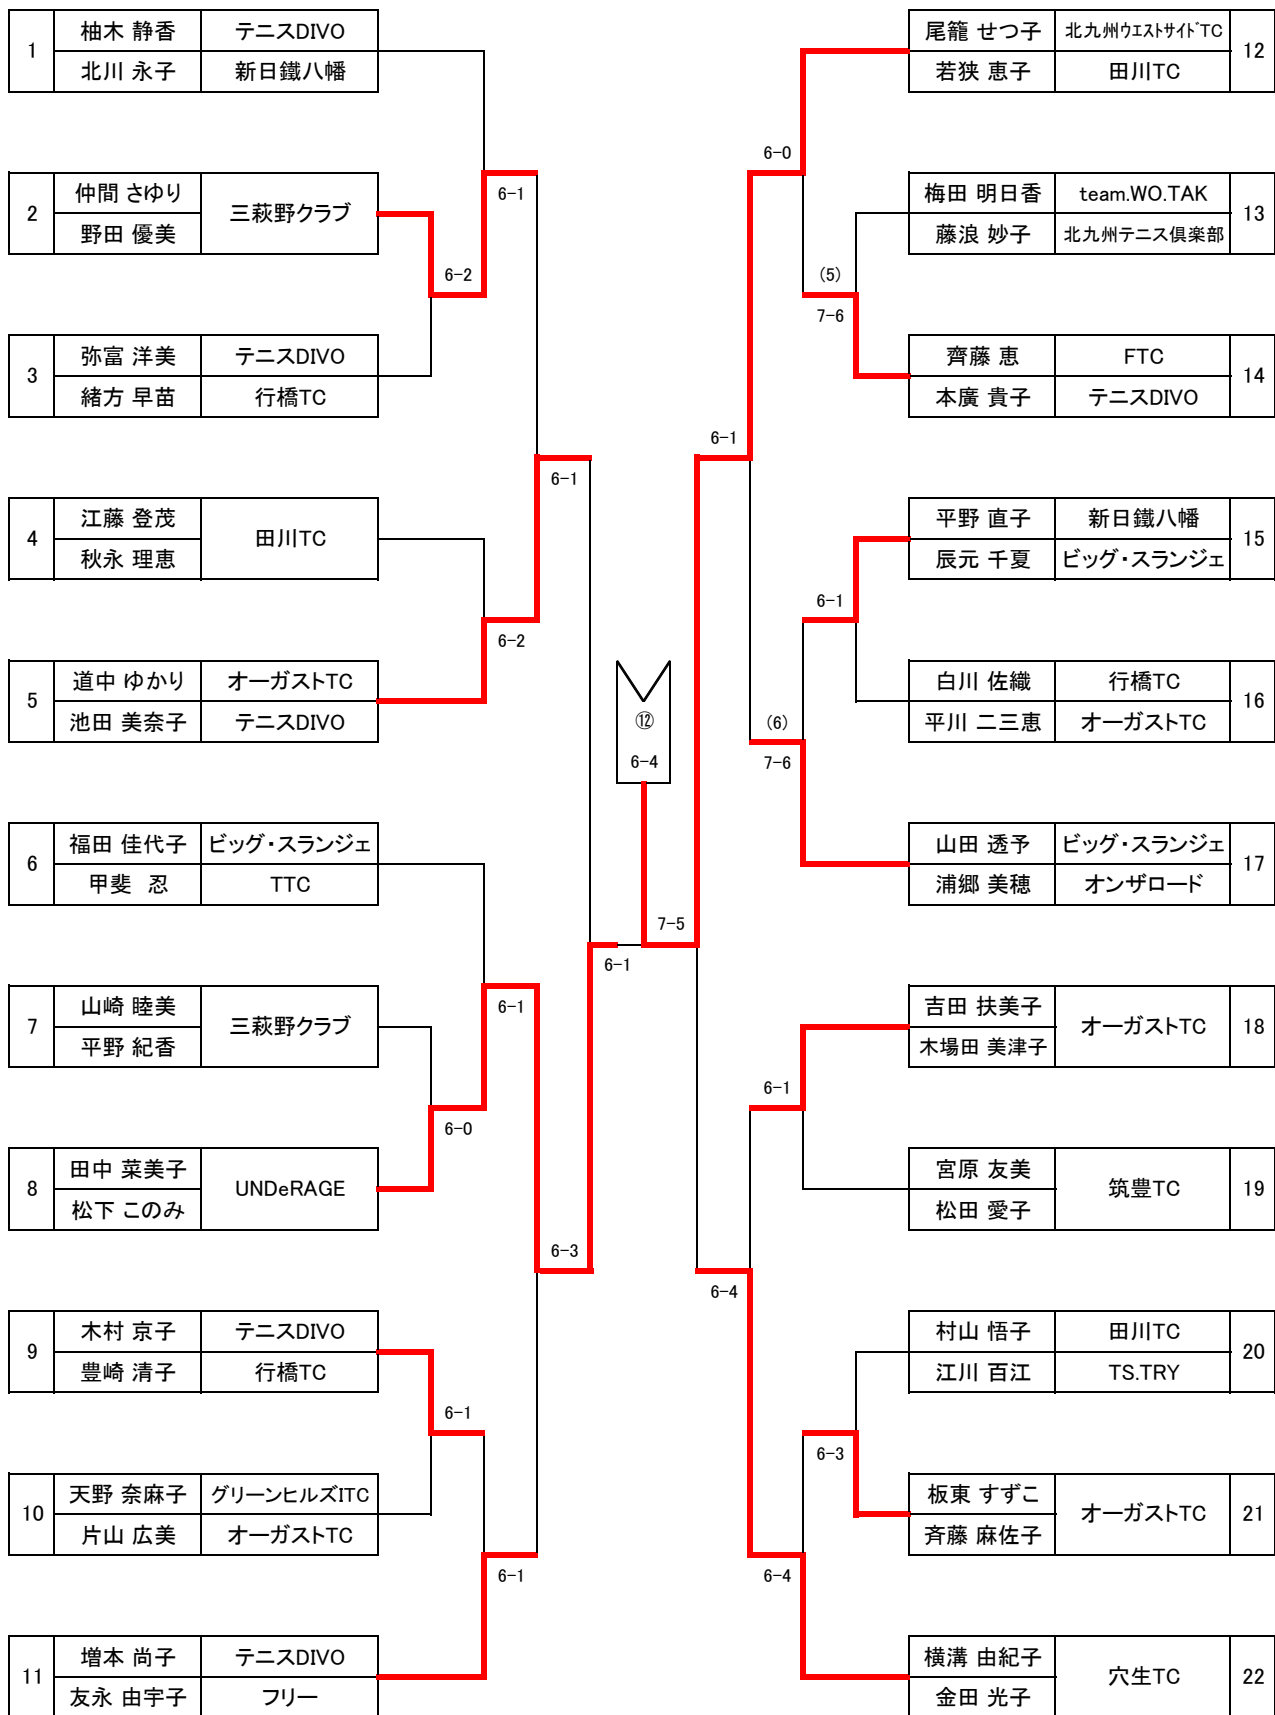 1
柚木 静香 テニスDIVO
北川 永子 新日鐵八幡
6-1
2
仲間 さゆり 三萩野クラブ
野田 優美
6-2
3
弥富 洋美 テニスDIVO
緒方 早苗 行橋TC
6-1
4
江藤 登茂 田川TC
秋永 理恵
6-2
5
道中 ゆかり オーガストTC
池田 美奈子 テニスDIVO
6
福田 佳代子 ビッグ・スランジェ
甲斐 忍 TTC
6-1
7
山崎 睦美 三萩野クラブ
平野 紀香
6-1
6-0
8
田中 菜美子 UNDeRAGE
松下 このみ
6-3
9
木村 京子 テニスDIVO
豊崎 清子 行橋TC
6-1
10
天野 奈麻子 グリーンヒルズITC
片山 広美 オーガストTC
6-1
11
増本 尚子 テニスDIVO
友永 由宇子 フリー
⑫
6-4
7-5
尾籠 せつ子 北九州ウエストサイドTC
若狭 恵子 田川TC
12
6-0
梅田 明日香 team.WO.TAK
藤浪 妙子 北九州テニス倶楽部
13
(5)
7-6
齊藤 恵 FTC
本廣 貴子 テニスDIVO
14
6-1
平野 直子 新日鐵八幡
辰元 千夏 ビッグ・スランジェ
15
6-1
白川 佐織 行橋TC
平川 二三恵 オーガストTC
16
(6)
7-6
山田 透予 ビッグ・スランジェ
浦郷 美穂 オンザロード
17
吉田 扶美子 オーガストTC
木場田 美津子
18
6-1
宮原 友美 筑豊TC
松田 愛子
19
6-4
村山 悟子 田川TC
江川 百江 TS.TRY
20
6-3
板東 すずこ オーガストTC
斉藤 麻佐子
21
6-4
横溝 由紀子 穴生TC
金田 光子
22